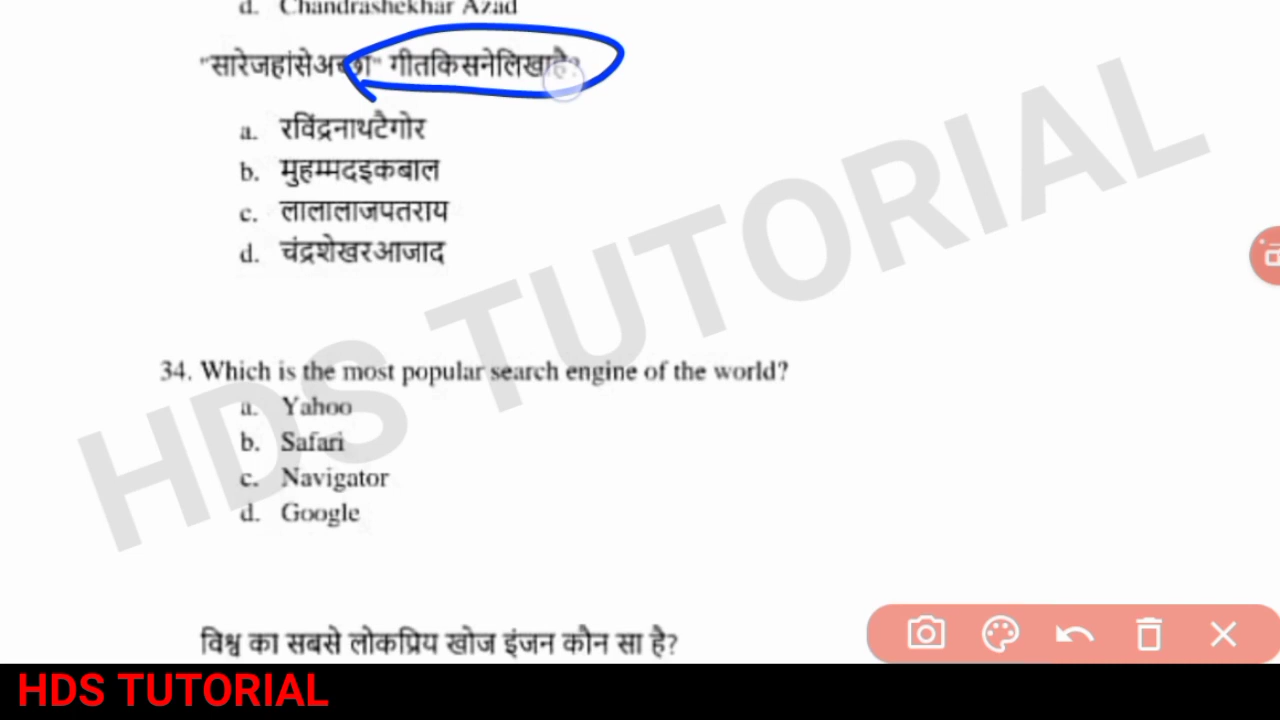 d. Chandrashekhar Azad
"सारेजहांसेअच्छा" गीतकिसनेलिखाहै?
a. रविंद्रनाथटैगोर
b. मुहम्मदइकबाल
c. लालालाजपतराय
d. चंद्रशेखरआजाद
34. Which is the most popular search engine of the world?
a. Yahoo
b. Safari
c. Navigator
d. Google
विश्व का सबसे लोकप्रिय खोज इंजन कौन सा है?
HDS TUTORIAL
HDS TUTORIAL